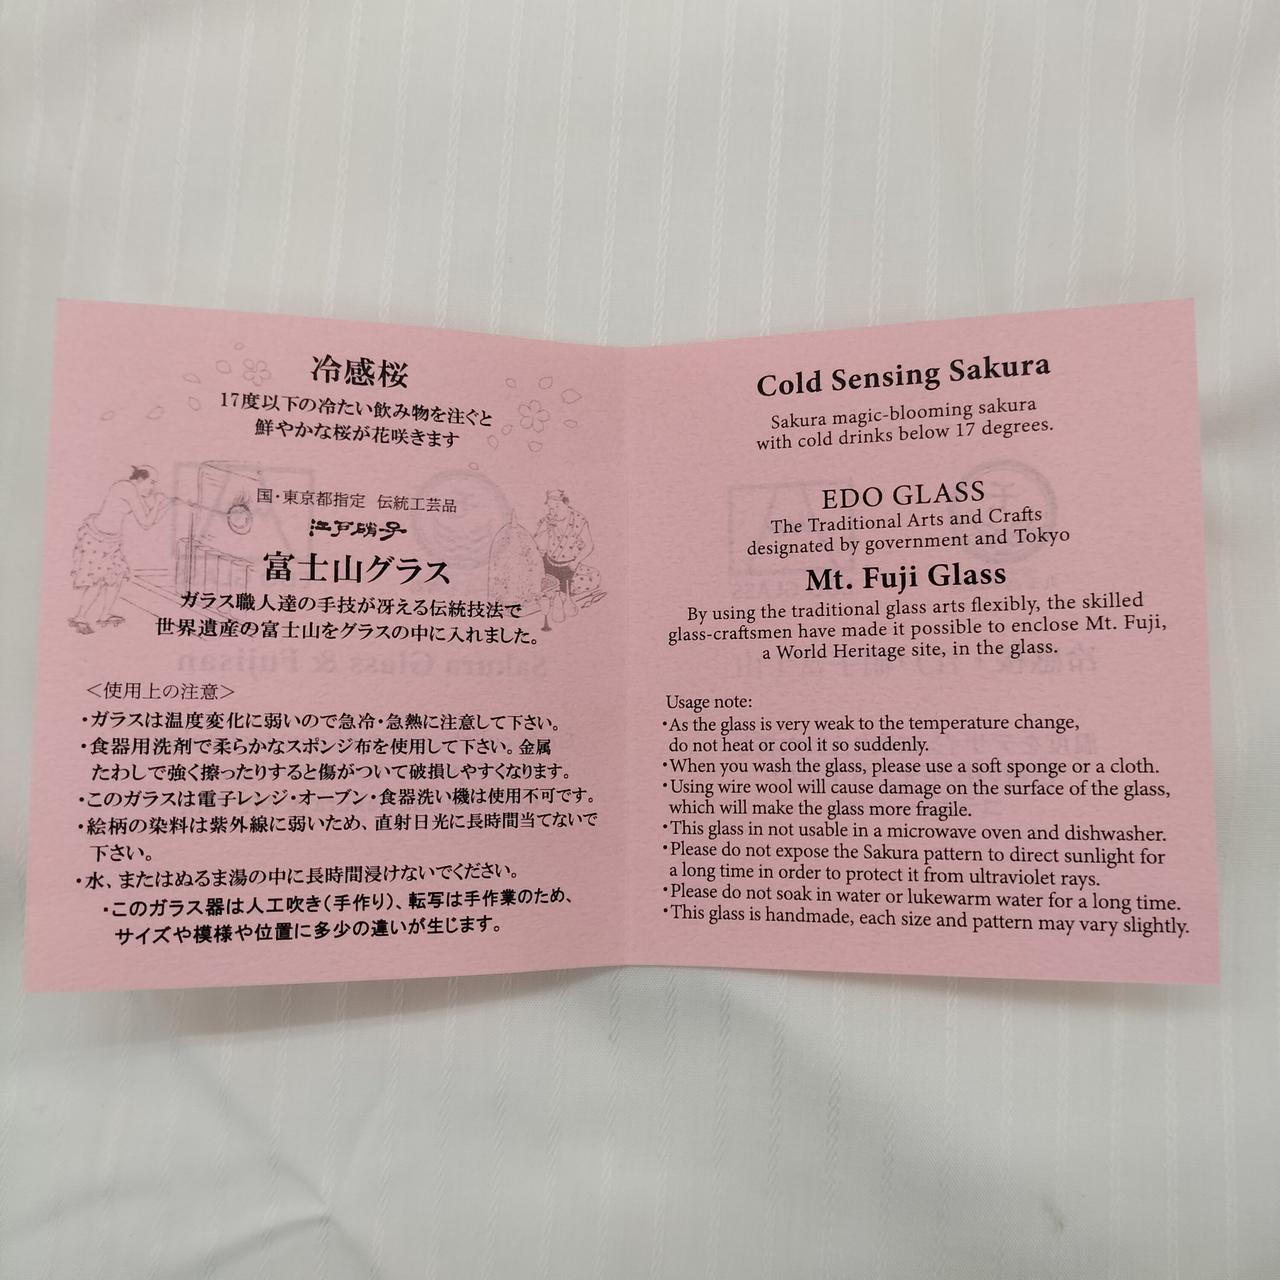 冷感桜
17度以下の冷たい飲み物を注ぐと
鮮やかな桜が花咲きます
国・東京都指定 伝統工芸品
江戸硝子
富士山グラス
ガラス職人達の手技が冴える伝統技法で
世界遺産の富士山をグラスの中に入れました。
＜使用上の注意＞
・ガラスは温度変化に弱いので急冷・急熱に注意して下さい。
・食器用洗剤で柔らかなスポンジ布を使用して下さい。金属
たわしで強く擦ったりすると傷がついて破損しやすくなります。
・このガラスは電子レンジ・オーブン・食器洗い機は使用不可です。
・絵柄の染料は紫外線に弱いため、直射日光に長時間当てないで
下さい。
・水、またはぬるま湯の中に長時間浸けないでください。
・このガラス器は人工吹き(手作り)、転写は手作業のため、
サイズや模様や位置に多少の違いが生じます。
Cold Sensing Sakura
Sakura magic-blooming sakura
with cold drinks below 17 degrees.
EDO GLASS
The Traditional Arts and Crafts
designated by government and Tokyo
Mt. Fuji Glass
By using the traditional glass arts flexibly, the skilled
glass-craftsmen have made it possible to enclose Mt. Fuji,
a World Heritage site, in the glass.
Usage note:
・As the glass is very weak to the temperature change,
do not heat or cool it so suddenly.
・When you wash the glass, please use a soft sponge or a cloth.
・Using wire wool will cause damage on the surface of the glass,
which will make the glass more fragile.
・This glass in not usable in a microwave oven and dishwasher.
・Please do not expose the Sakura pattern to direct sunlight for
a long time in order to protect it from ultraviolet rays.
・Please do not soak in water or lukewarm water for a long time.
・This glass is handmade, each size and pattern may vary slightly.